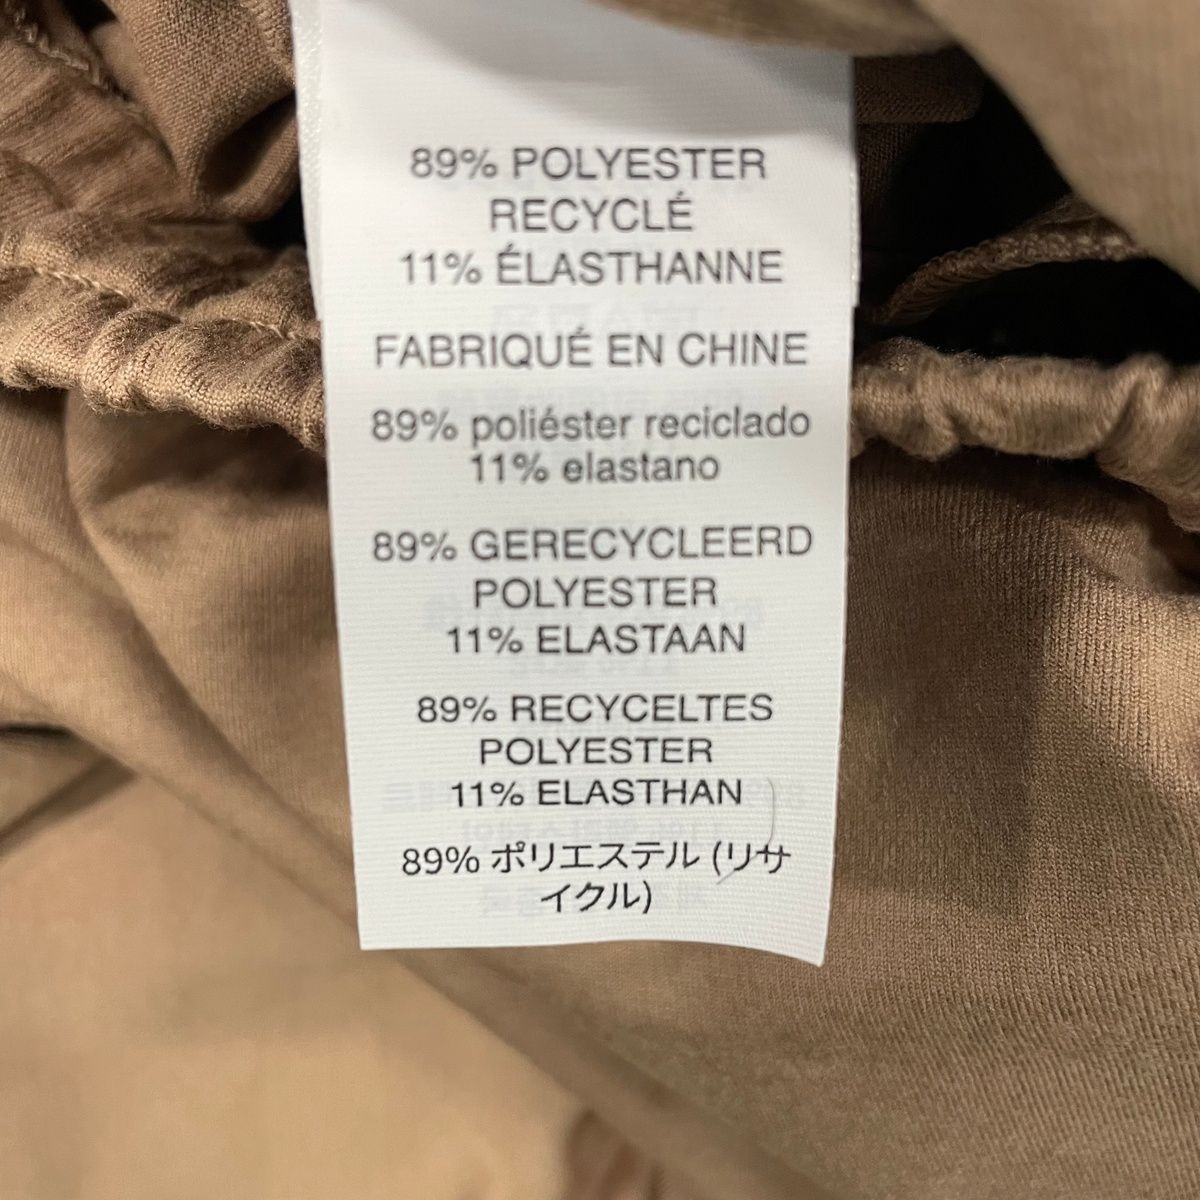 89% POLYESTER
RECYCLÉ
11% ÉLASTHANNE
FABRIQUÉ EN CHINE
89% poliéster reciclado
11% elastano
89% GERECYCLEERD
POLYESTER
11% ELASTAAN
89% RECYCELTES
POLYESTER
11% ELASTHAN
89% ポリエステル (リサ
イクル)